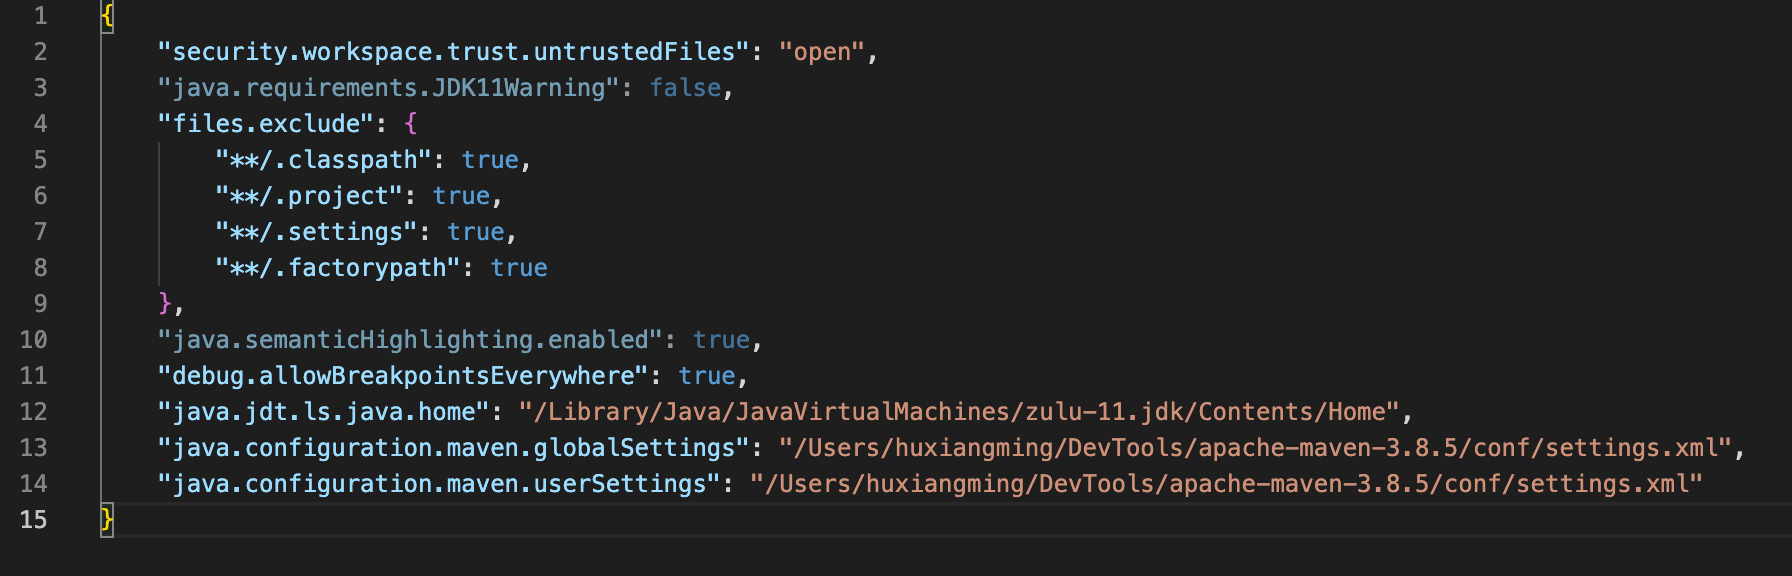 1 {
2 "security.workspace.trust.untrustedFiles": "open",
3 "java.requirements.JDK11Warning": false,
4 "files.exclude": {
5 "**/.classpath": true,
6 "**/.project": true,
7 "**/.settings": true,
8 "**/.factorypath": true
9 },
10 "java.semanticHighlighting.enabled": true,
11 "debug.allowBreakpointsEverywhere": true,
12 "java.jdt.ls.java.home": "/Library/Java/JavaVirtualMachines/zulu-11.jdk/Contents/Home",
13 "java.configuration.maven.globalSettings": "/Users/huxiangming/DevTools/apache-maven-3.8.5/conf/settings.xml",
14 "java.configuration.maven.userSettings": "/Users/huxiangming/DevTools/apache-maven-3.8.5/conf/settings.xml"
15 }